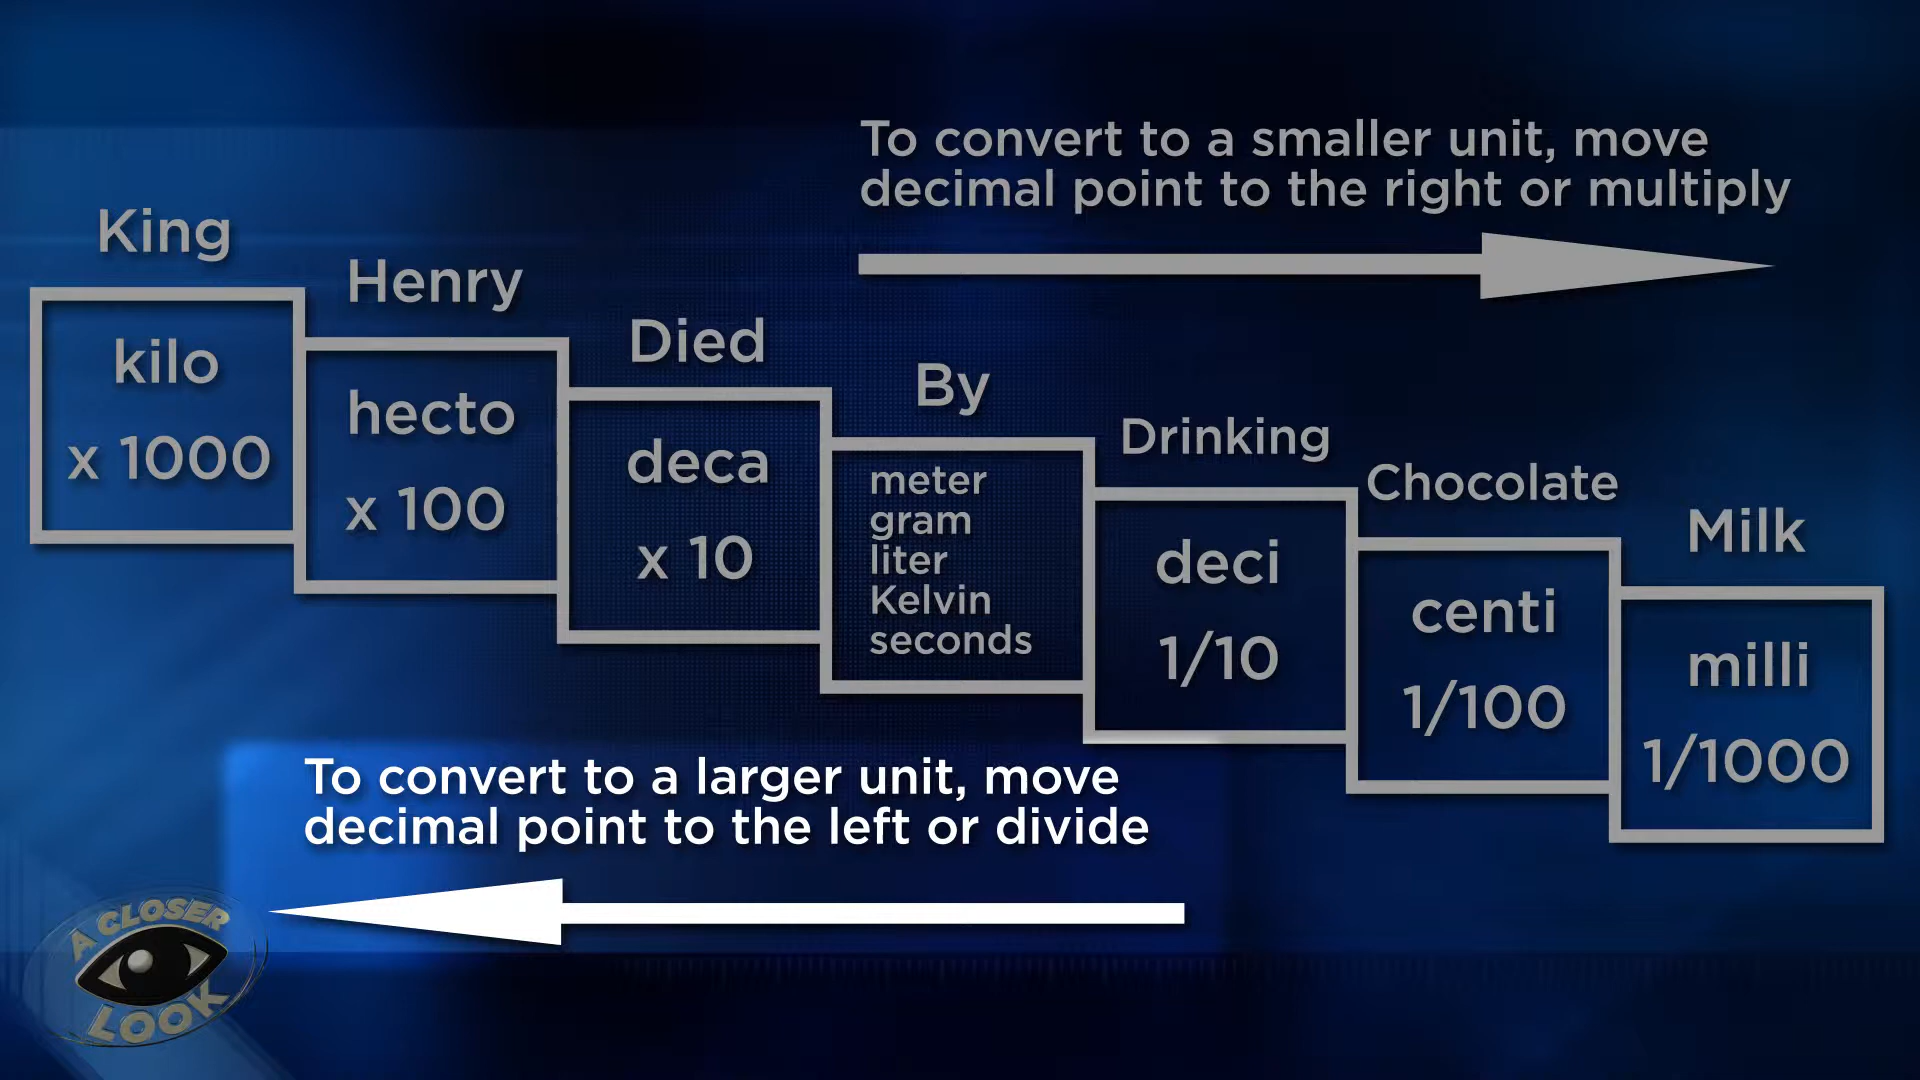 To convert to a smaller unit, move
decimal point to the right or multiply
King
kilo
x 1000
Henry
hecto
x 100
Died
deca
x 10
By
meter
gram
liter
Kelvin
seconds
Drinking
deci
1/10
Chocolate
centi
1/100
Milk
milli
1/1000
To convert to a larger unit, move
decimal point to the left or divide
A CLOSER
LOOK